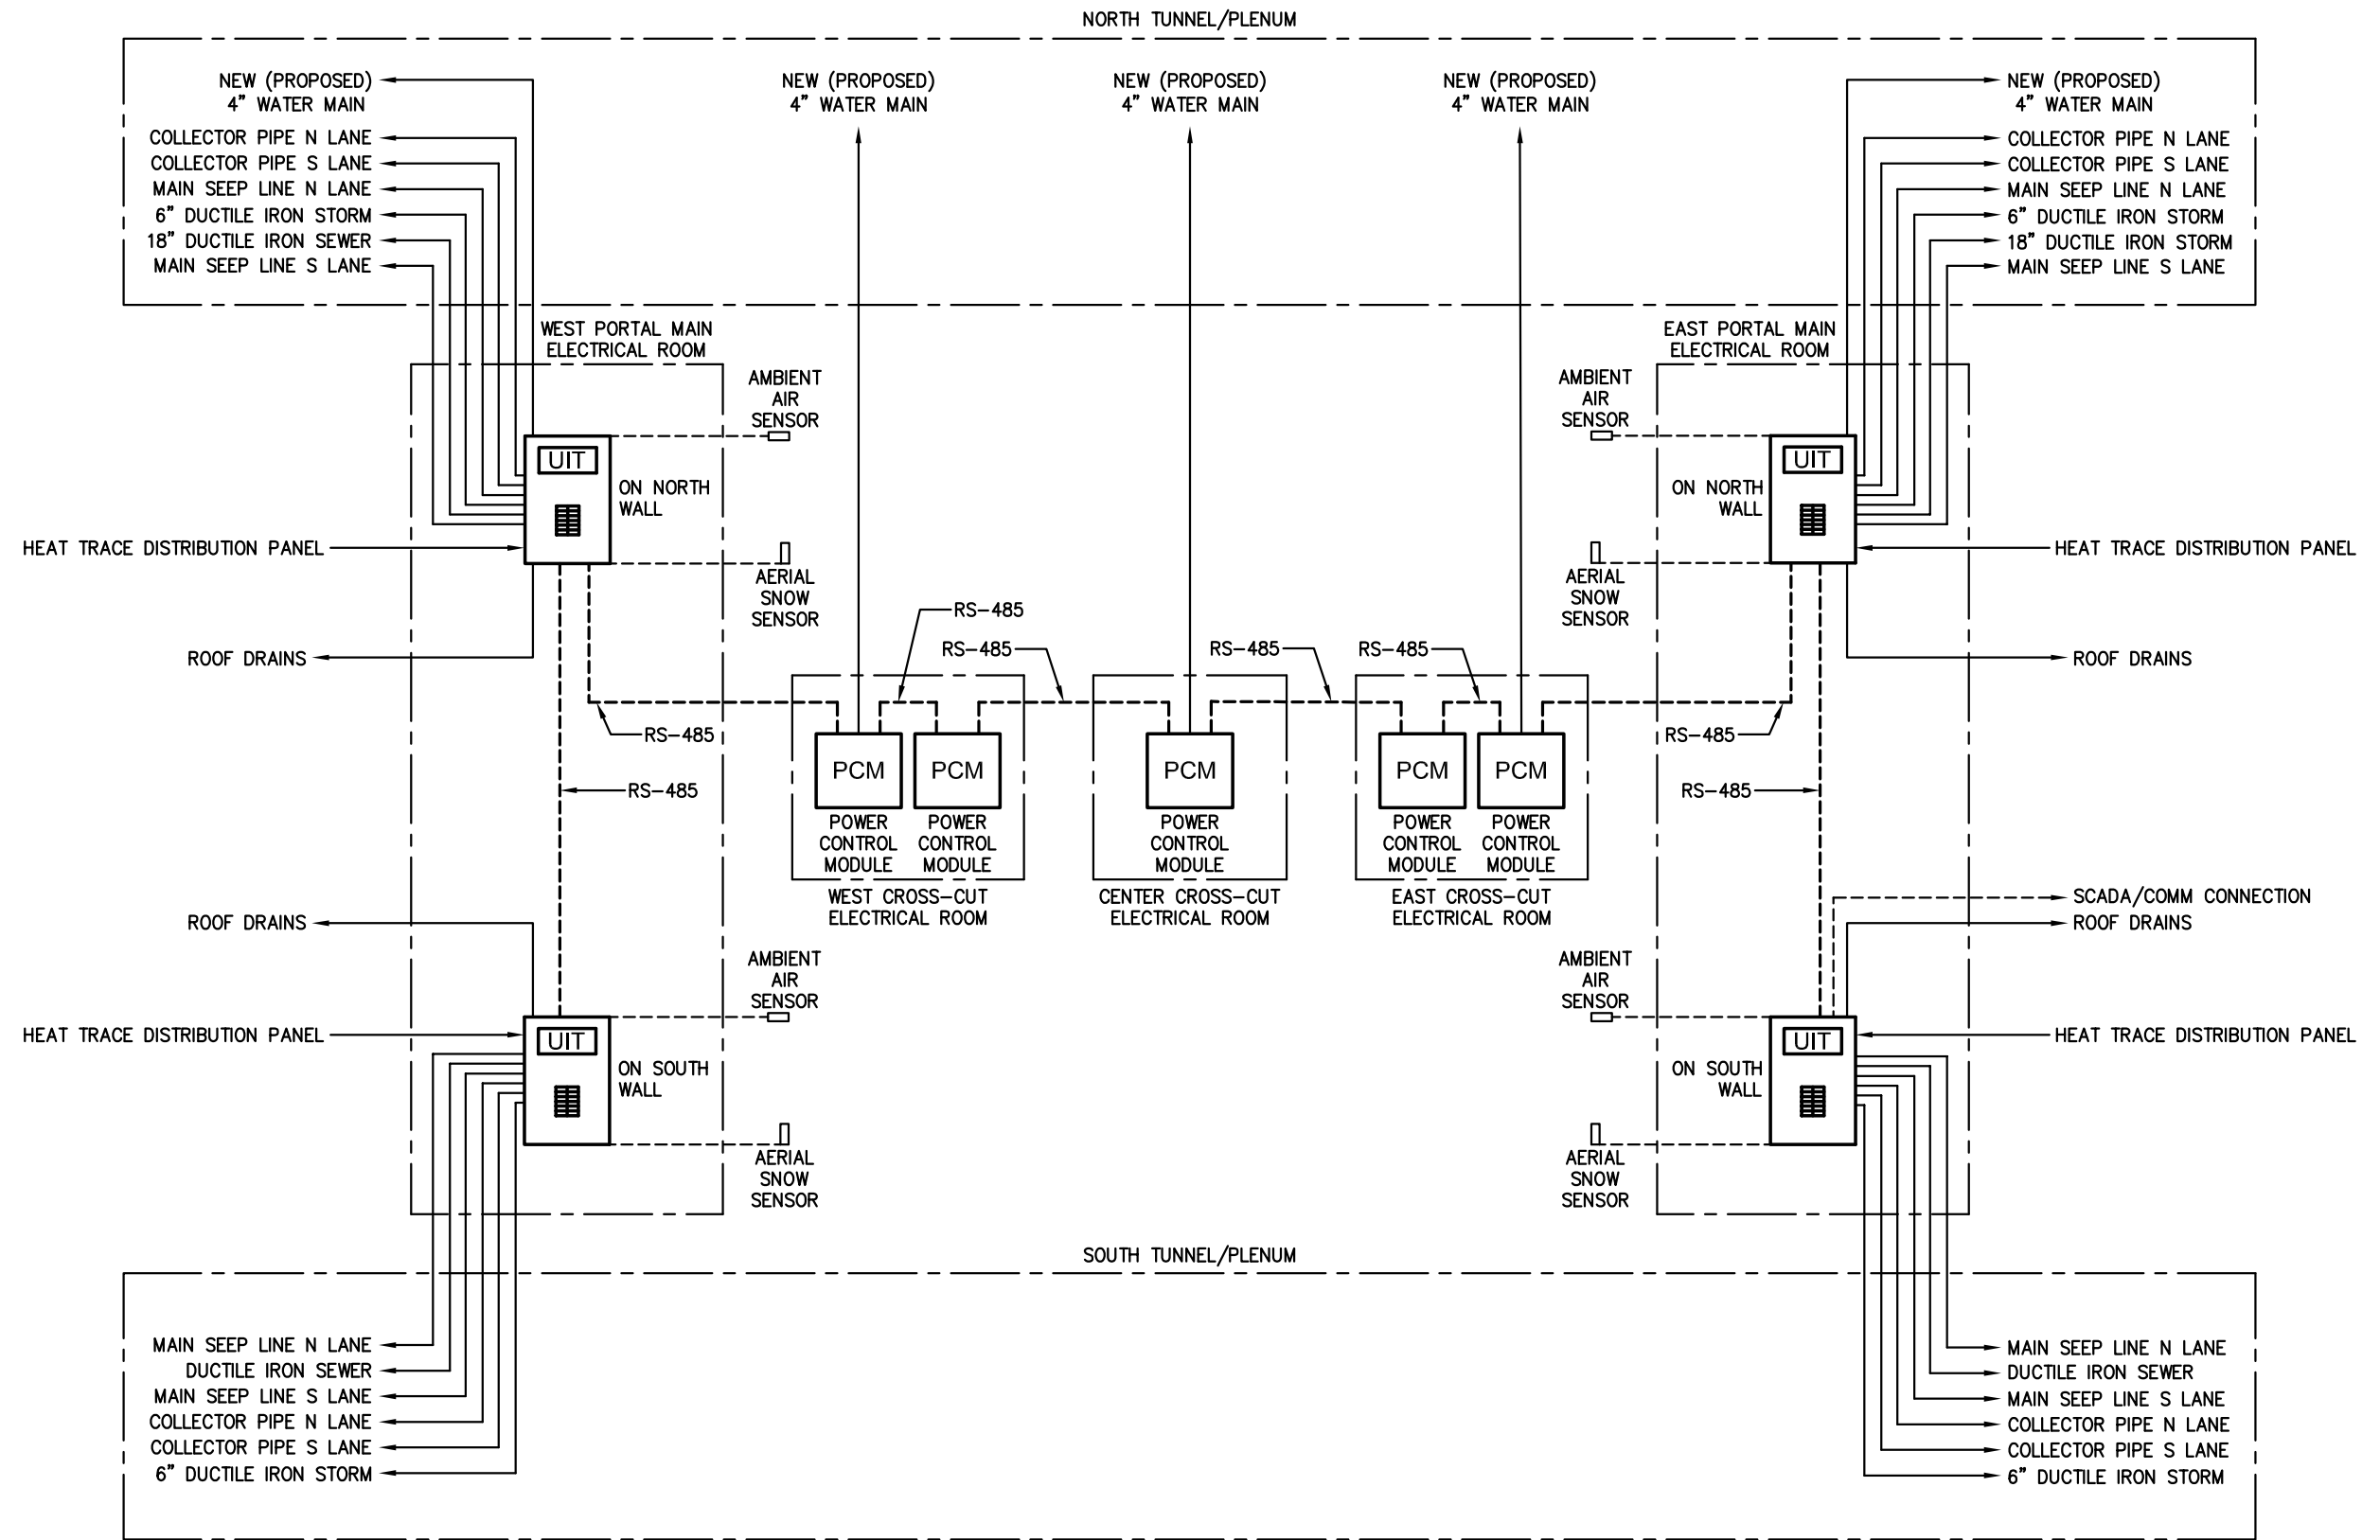 NORTH TUNNEL/PLENUM
NEW (PROPOSED)
4" WATER MAIN
COLLECTOR PIPE N LANE
COLLECTOR PIPE S LANE
MAIN SEEP LINE N LANE
6" DUCTILE IRON STORM
18" DUCTILE IRON SEWER
MAIN SEEP LINE S LANE
NEW (PROPOSED)
4" WATER MAIN
NEW (PROPOSED)
4" WATER MAIN
NEW (PROPOSED)
4" WATER MAIN
NEW (PROPOSED)
4" WATER MAIN
COLLECTOR PIPE N LANE
COLLECTOR PIPE S LANE
MAIN SEEP LINE N LANE
6" DUCTILE IRON STORM
18" DUCTILE IRON STORM
MAIN SEEP LINE S LANE
WEST PORTAL MAIN
ELECTRICAL ROOM
AMBIENT
AIR
SENSOR
UIT
ON NORTH
WALL
HEAT TRACE DISTRIBUTION PANEL
AERIAL
SNOW
SENSOR
ROOF DRAINS
RS-485
RS-485
EAST PORTAL MAIN
ELECTRICAL ROOM
AMBIENT
AIR
SENSOR
UIT
ON NORTH
WALL
HEAT TRACE DISTRIBUTION PANEL
AERIAL
SNOW
SENSOR
ROOF DRAINS
RS-485
RS-485
RS-485
RS-485
RS-485
RS-485
PCM
POWER
CONTROL
MODULE
PCM
POWER
CONTROL
MODULE
WEST CROSS-CUT
ELECTRICAL ROOM
PCM
POWER
CONTROL
MODULE
CENTER CROSS-CUT
ELECTRICAL ROOM
PCM
POWER
CONTROL
MODULE
PCM
POWER
CONTROL
MODULE
EAST CROSS-CUT
ELECTRICAL ROOM
ROOF DRAINS
AMBIENT
AIR
SENSOR
HEAT TRACE DISTRIBUTION PANEL
UIT
ON SOUTH
WALL
AERIAL
SNOW
SENSOR
SCADA/COMM CONNECTION
ROOF DRAINS
AMBIENT
AIR
SENSOR
UIT
HEAT TRACE DISTRIBUTION PANEL
ON SOUTH
WALL
AERIAL
SNOW
SENSOR
SOUTH TUNNEL/PLENUM
MAIN SEEP LINE N LANE
DUCTILE IRON SEWER
MAIN SEEP LINE S LANE
COLLECTOR PIPE N LANE
COLLECTOR PIPE S LANE
6" DUCTILE IRON STORM
MAIN SEEP LINE N LANE
DUCTILE IRON SEWER
MAIN SEEP LINE S LANE
COLLECTOR PIPE N LANE
COLLECTOR PIPE S LANE
6" DUCTILE IRON STORM